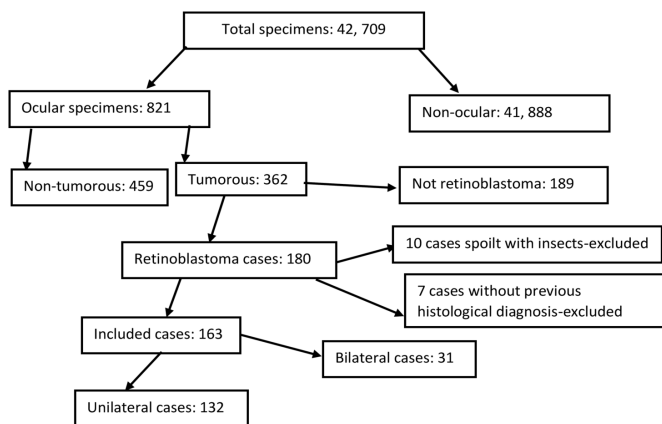 Total specimens: 42, 709
Ocular specimens: 821
Non-ocular: 41, 888
Non-tumorous: 459
Tumorous: 362
Not retinoblastoma: 189
Retinoblastoma cases: 180
10 cases spoilt with insects-excluded
7 cases without previous
histological diagnosis-excluded
Included cases: 163
Bilateral cases: 31
Unilateral cases: 132